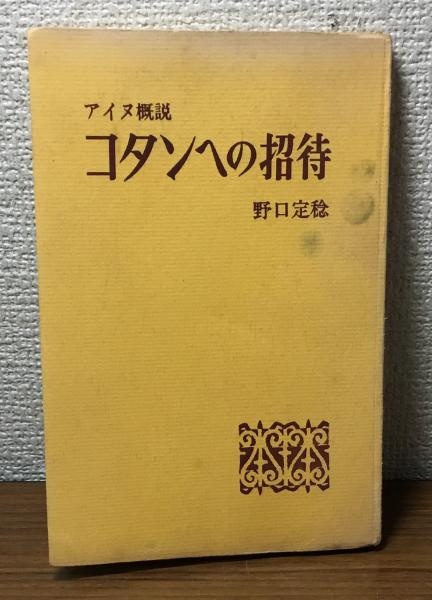 アイヌ概説
コタンへの招待
野口定稔